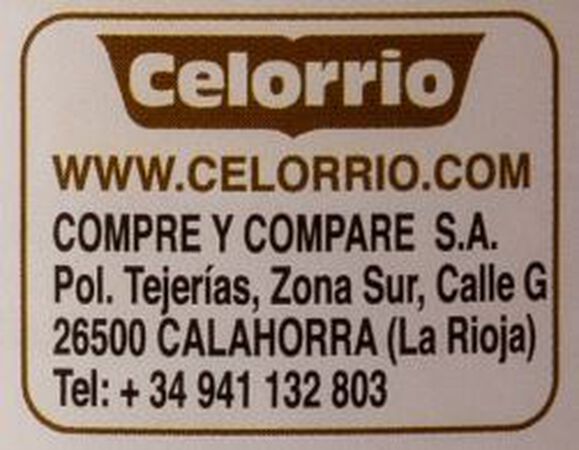 Celorrio
WWW.CELORRIO.COM
COMPRE Y COMPARE S.A.
Pol. Tejerías, Zona Sur, Calle G
26500 CALAHORRA (La Rioja)
Tel: + 34 941 132 803